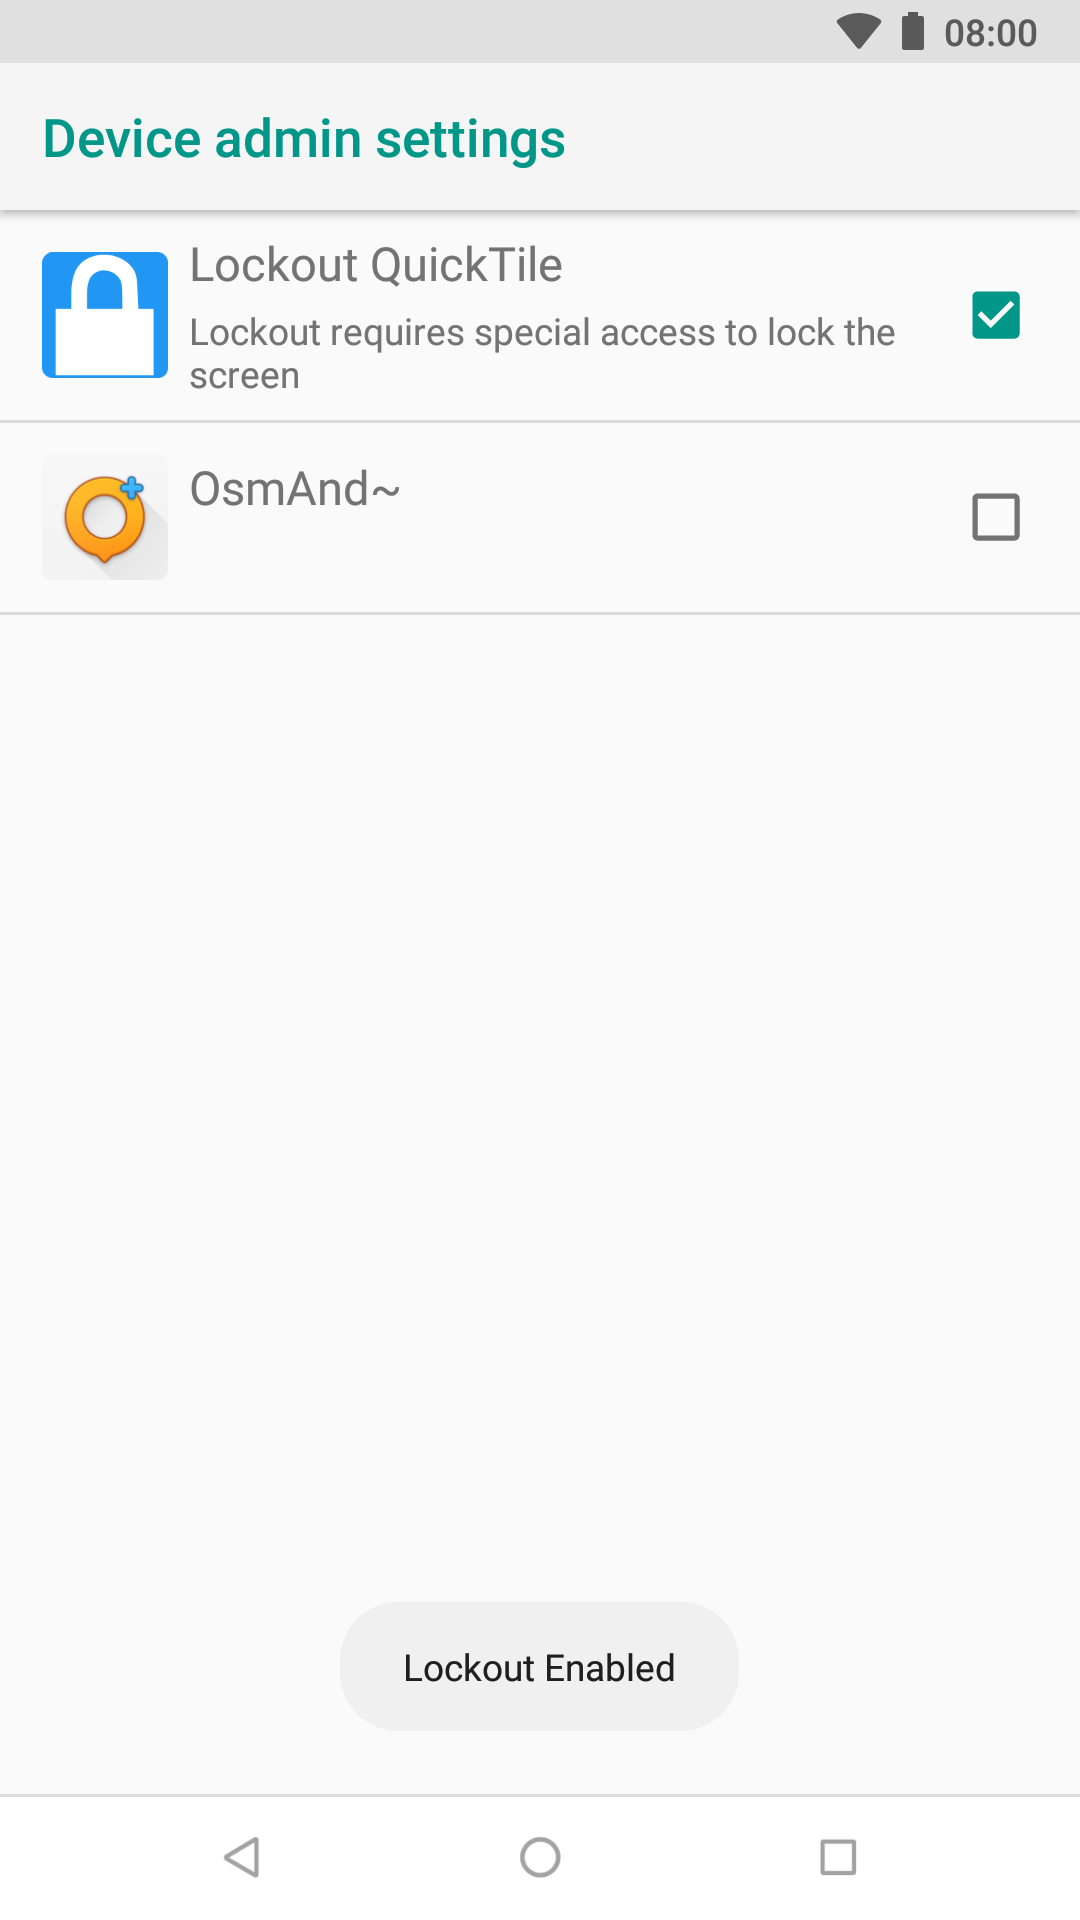 08:00
Device admin settings
Lockout QuickTile
Lockout requires special access to lock the
screen
OsmAnd~
Lockout Enabled